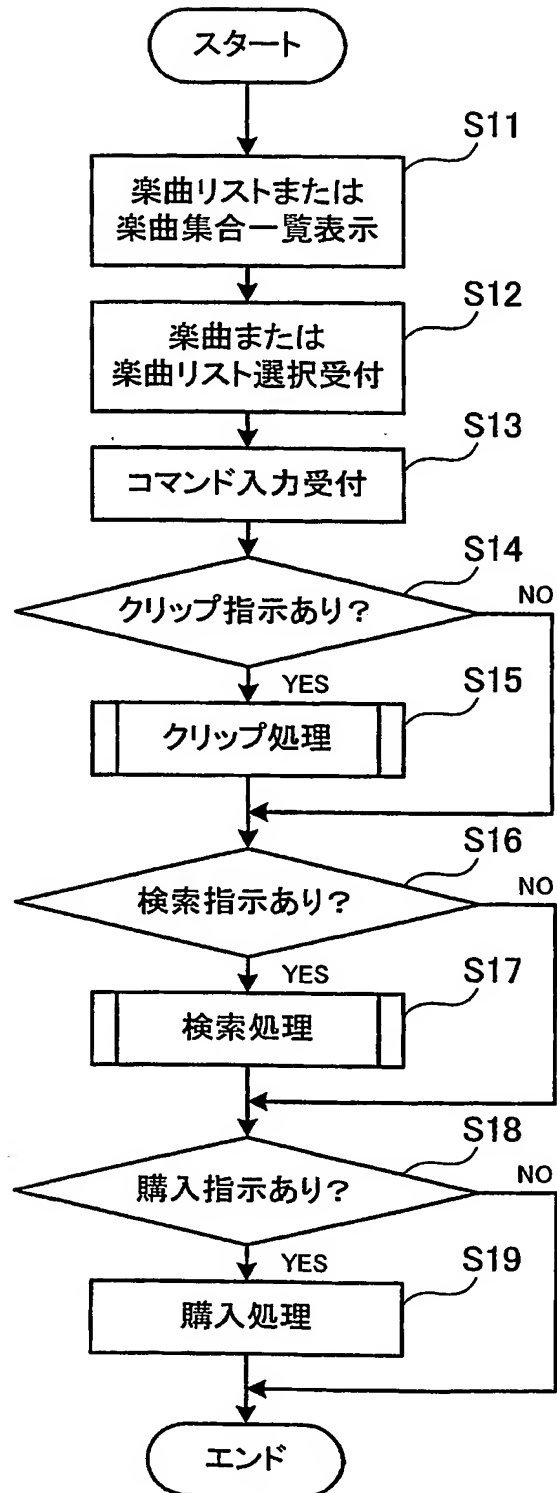 スタート
S11
楽曲リストまたは
楽曲集合一覧表示
S12
楽曲または
楽曲リスト選択受付
S13
コマンド入力受付
S14
クリップ指示あり?
NO
YES
S15
クリップ処理
S16
検索指示あり?
NO
YES
S17
検索処理
S18
購入指示あり?
NO
YES
S19
購入処理
エンド